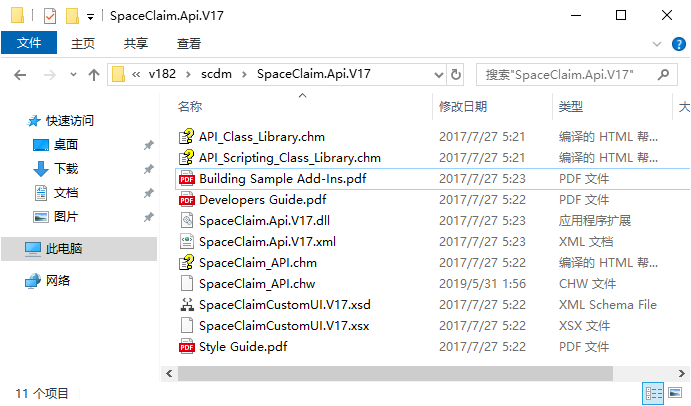 SpaceClaim.Api.V17
文件 主页 共享 查看
v182 scdm SpaceClaim.Api.V17 搜索"SpaceClaim.Api.V17"
名称 修改日期 类型 大
快速访问
桌面
下载
文档
图片
此电脑
网络
API_Class_Library.chm 2017/7/27 5:21 编译的 HTML 帮...
API_Scripting_Class_Library.chm 2017/7/27 5:21 编译的 HTML 帮...
Building Sample Add-Ins.pdf 2017/7/27 5:23 PDF 文件
Developers Guide.pdf 2017/7/27 5:22 PDF 文件
SpaceClaim.Api.V17.dll 2017/7/27 5:23 应用程序扩展
SpaceClaim.Api.V17.xml 2017/7/27 5:23 XML 文档
SpaceClaim_API.chm 2017/7/27 5:22 编译的 HTML 帮...
SpaceClaim_API.chw 2019/5/31 1:56 CHW 文件
SpaceClaimCustomUI.V17.xsd 2017/7/27 5:22 XML Schema File
SpaceClaimCustomUI.V17.xsx 2017/7/27 5:22 XSX 文件
Style Guide.pdf 2017/7/27 5:22 PDF 文件
11 个项目